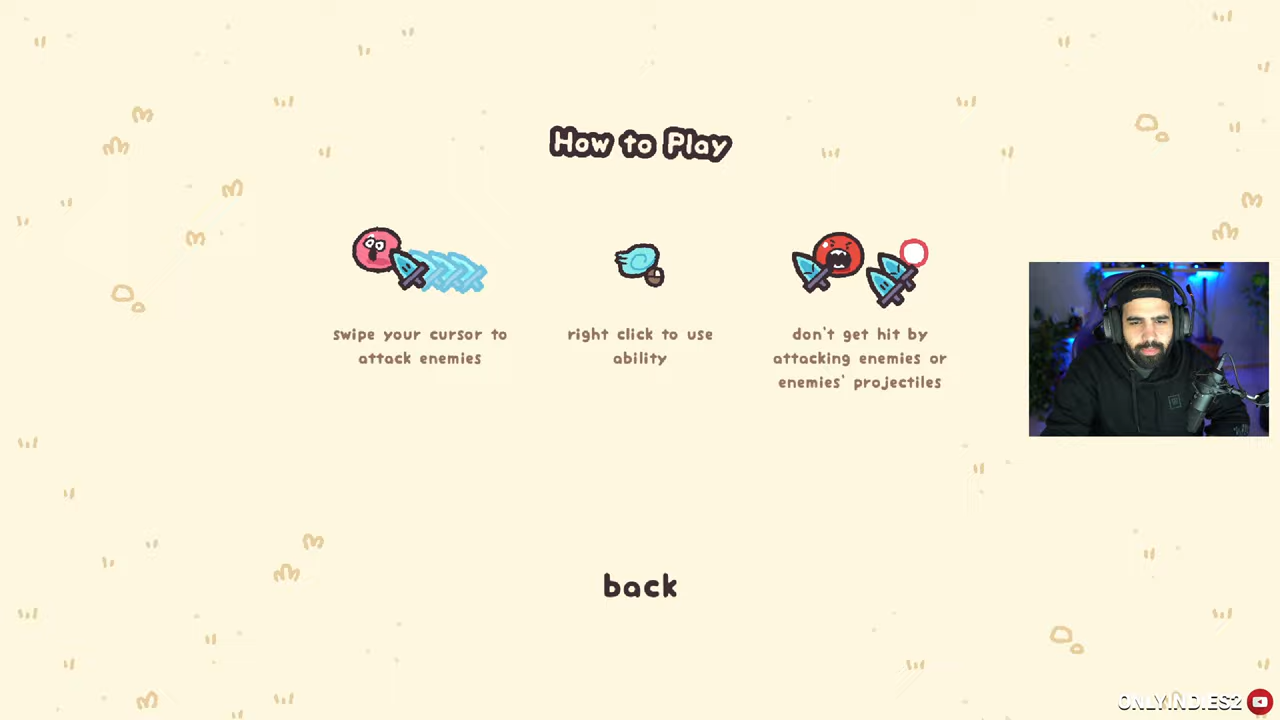 How to Play
swipe your cursor to
attack enemies
right click to use
ability
don't get hit by
attacking enemies or
enemies' projectiles
back
ONLYINDIES2